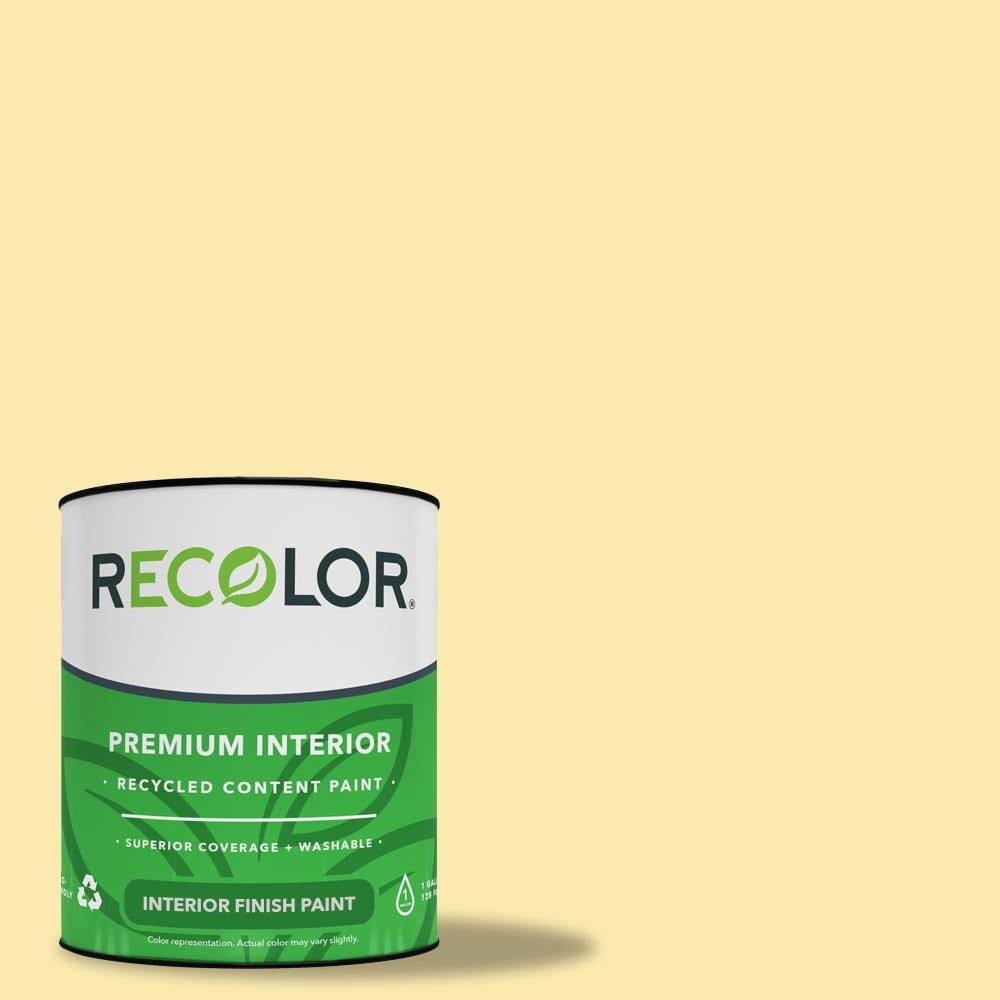 RECOLOR®
PREMIUM INTERIOR
· RECYCLED CONTENT PAINT ·
· SUPERIOR COVERAGE + WASHABLE ·
1
INTERIOR FINISH PAINT
Color representation. Actual color may vary slightly.